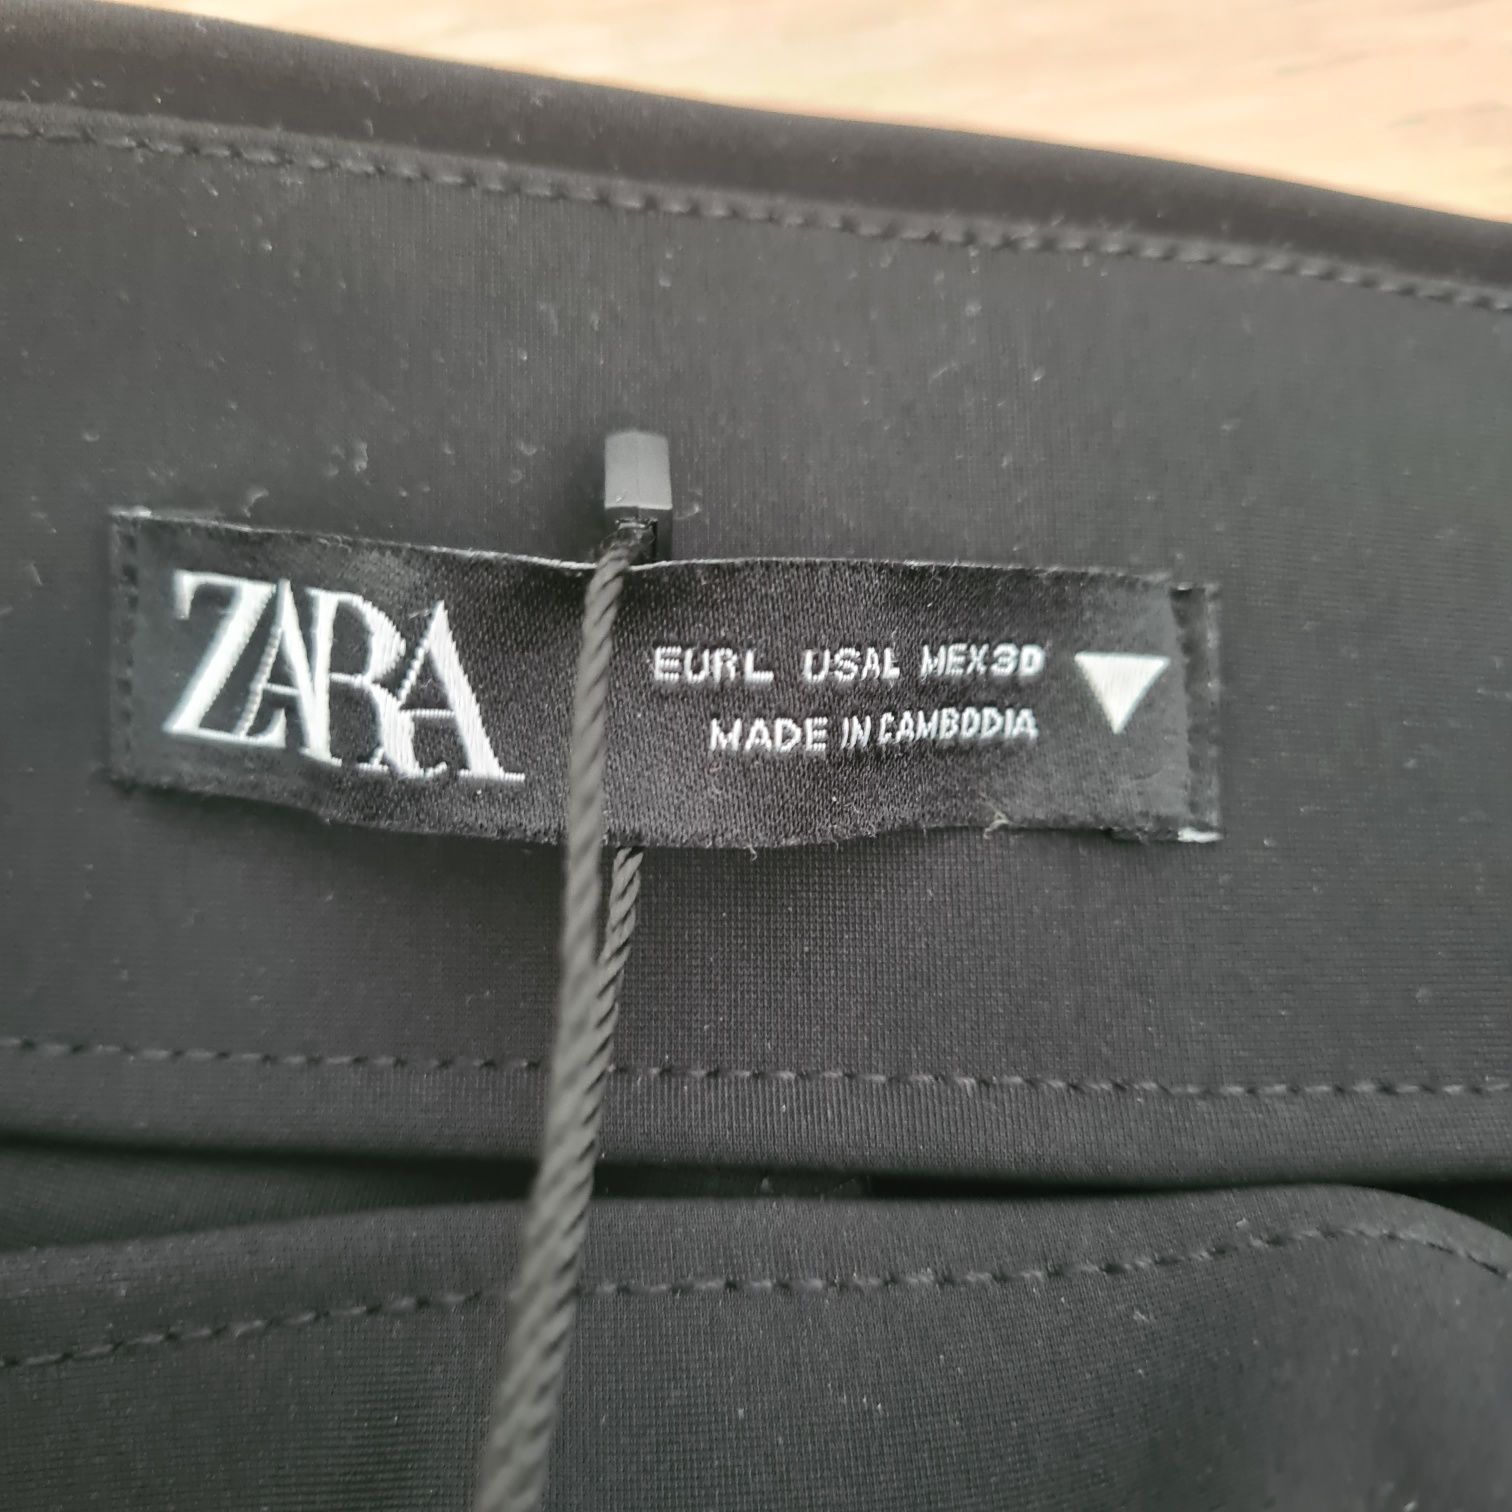 ZARA
EUR L USA L MEX 30
MADE IN CAMBODIA